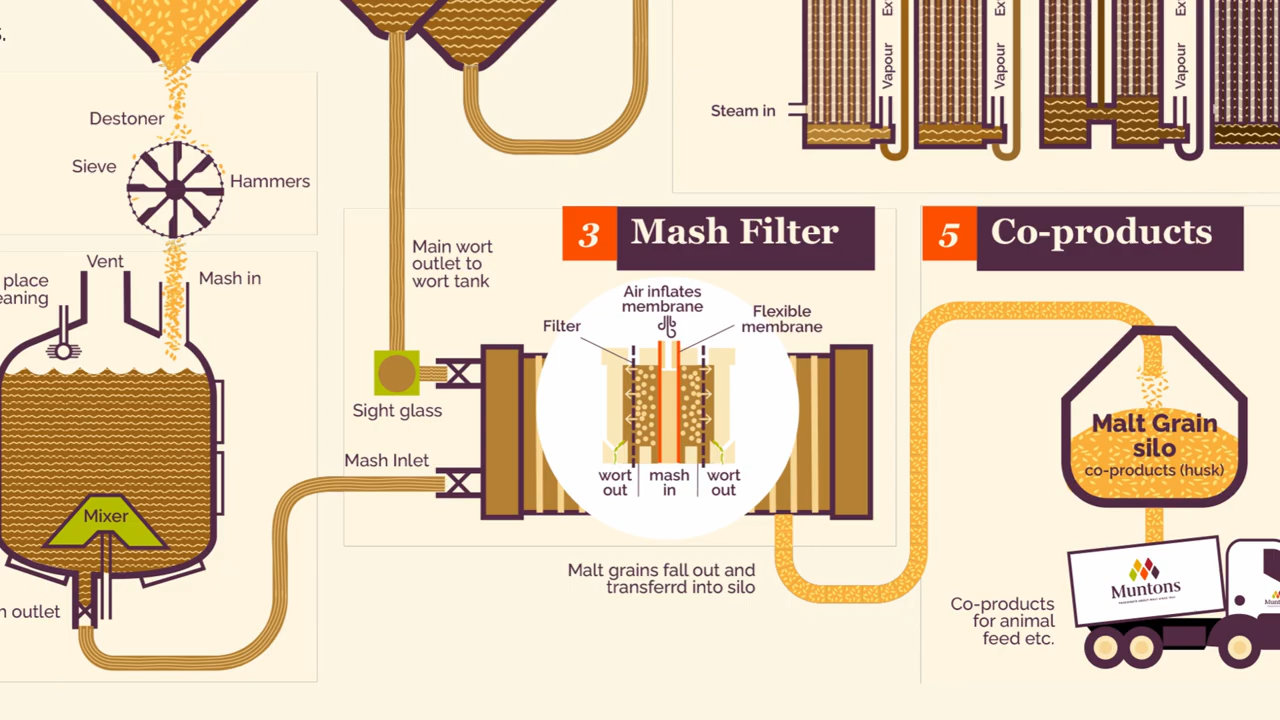 s.
Destoner
Sieve
Hammers
Vent
place
eaning
Mash in
Mixer
n outlet
Main wort
outlet to
wort tank
Sight glass
Mash Inlet
3 Mash Filter
Air inflates
membrane
Filter
Flexible
membrane
wort
out
mash
in
wort
out
Malt grains fall out and
transferrd into silo
Steam in
Vapour
Ex
Vapour
Ex
Vapour
Ex
5 Co-products
Malt Grain
silo
co-products (husk)
Co-products
for animal
feed etc.
Muntons